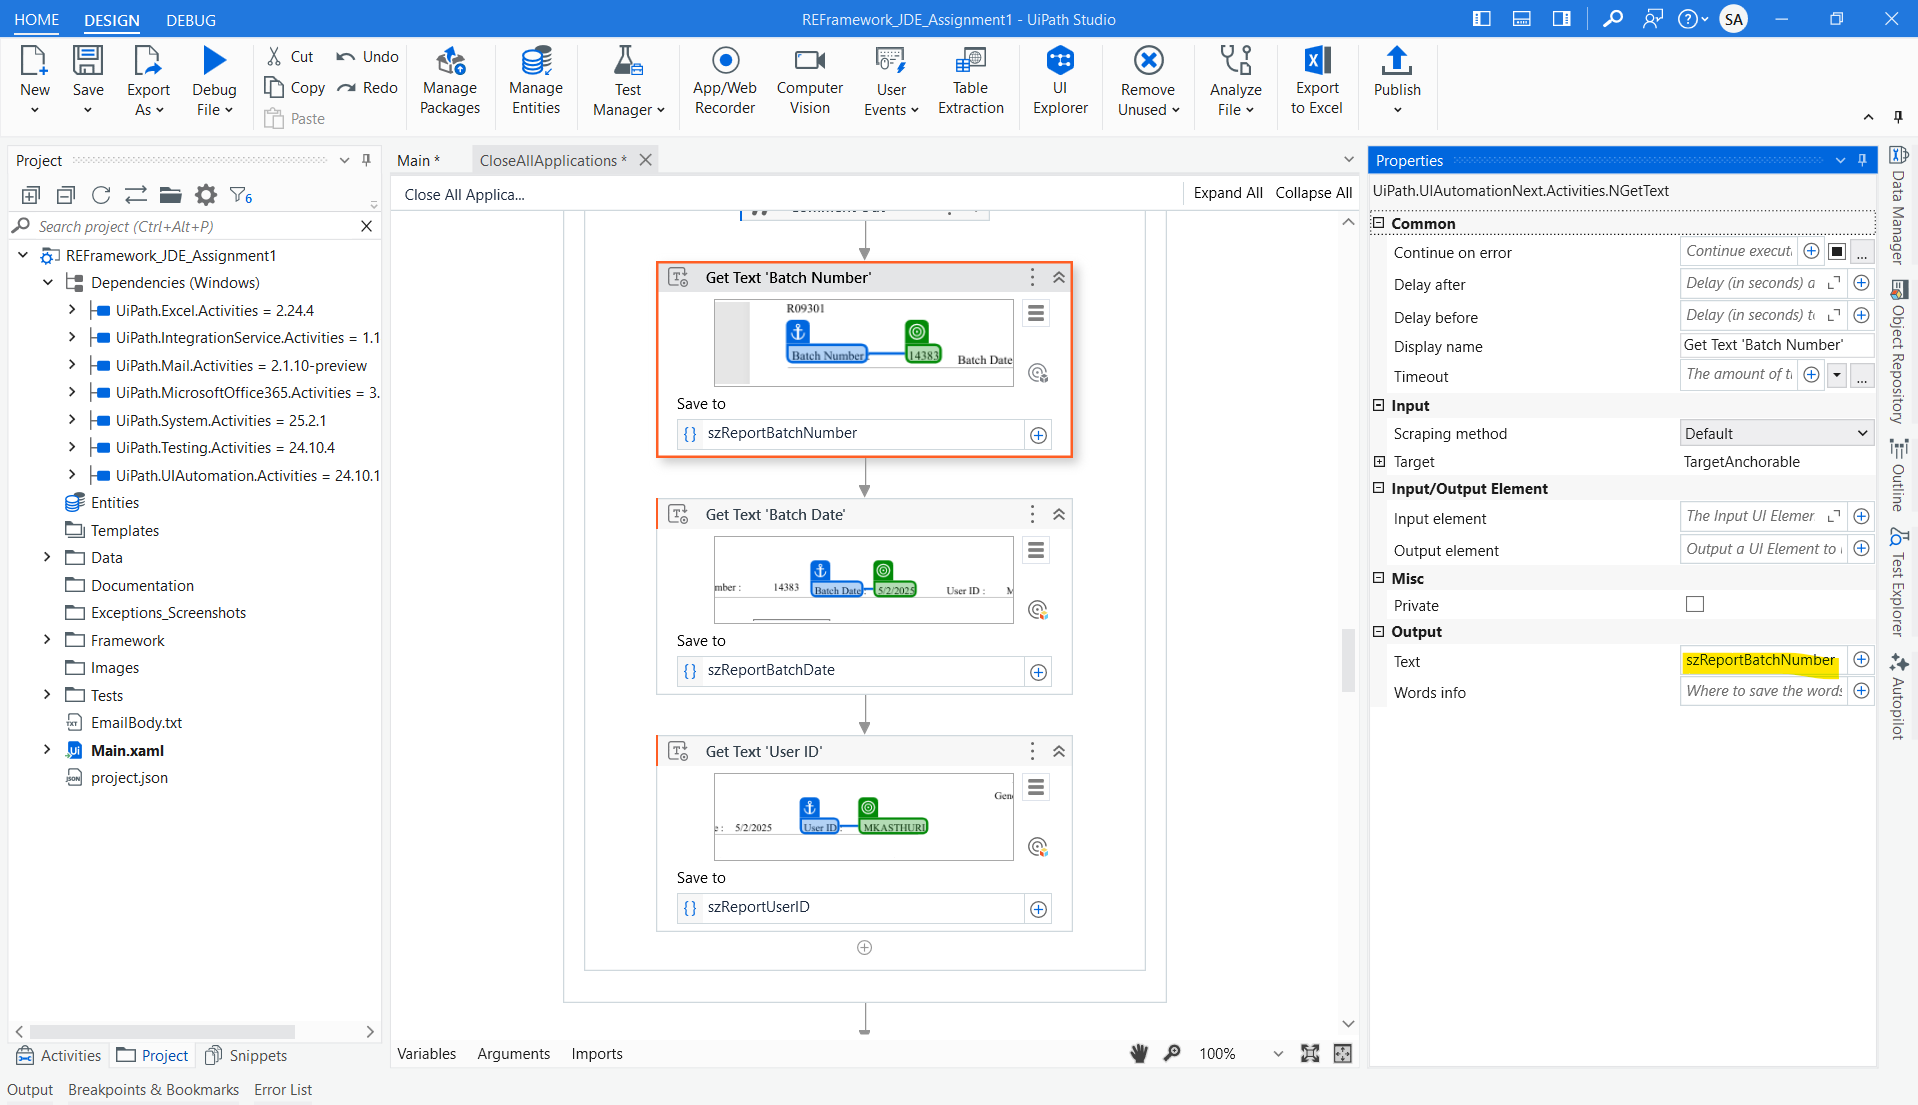 HOME DESIGN DEBUG REFramework_JDE_Assignment1 - UiPath Studio SA
New Save Export As Debug File Cut Copy Paste Undo Redo
Manage Packages Manage Entities Test Manager App/Web Recorder Computer Vision User Events Table Extraction UI Explorer Remove Unused Analyze File Export to Excel Publish
Project
6
Search project (Ctrl+Alt+P)
REFramework_JDE_Assignment1
Dependencies (Windows)
UiPath.Excel.Activities = 2.24.4
UiPath.IntegrationService.Activities = 1.1
UiPath.Mail.Activities = 2.1.10-preview
UiPath.MicrosoftOffice365.Activities = 3.
UiPath.System.Activities = 25.2.1
UiPath.Testing.Activities = 24.10.4
UiPath.UIAutomation.Activities = 24.10.1
Entities
Templates
Data
Documentation
Exceptions_Screenshots
Framework
Images
Tests
EmailBody.txt
Main.xaml
project.json
Activities Project Snippets
Output Breakpoints & Bookmarks Error List
Main * CloseAllApplications *
Close All Applica... Expand All Collapse All
Get Text 'Batch Number'
R09301
Batch Number 14383 Batch Date
Save to
{} szReportBatchNumber
Get Text 'Batch Date'
mber : 14383 Batch Date : 5/2/2025 User ID : M
Save to
{} szReportBatchDate
Get Text 'User ID'
Gen
e : 5/2/2025 User ID : MKASTHURI
Save to
{} szReportUserID
Variables Arguments Imports 100%
Properties
UiPath.UIAutomationNext.Activities.NGetText
Common
Continue on error Continue execut ...
Delay after Delay (in seconds) a
Delay before Delay (in seconds) t
Display name Get Text 'Batch Number'
Timeout The amount of t ...
Input
Scraping method Default
Target TargetAnchorable
Input/Output Element
Input element The Input UI Elemer
Output element Output a UI Element to
Misc
Private
Output
Text szReportBatchNumber
Words info Where to save the words
Data Manager
Object Repository
Outline
Test Explorer
Autopilot